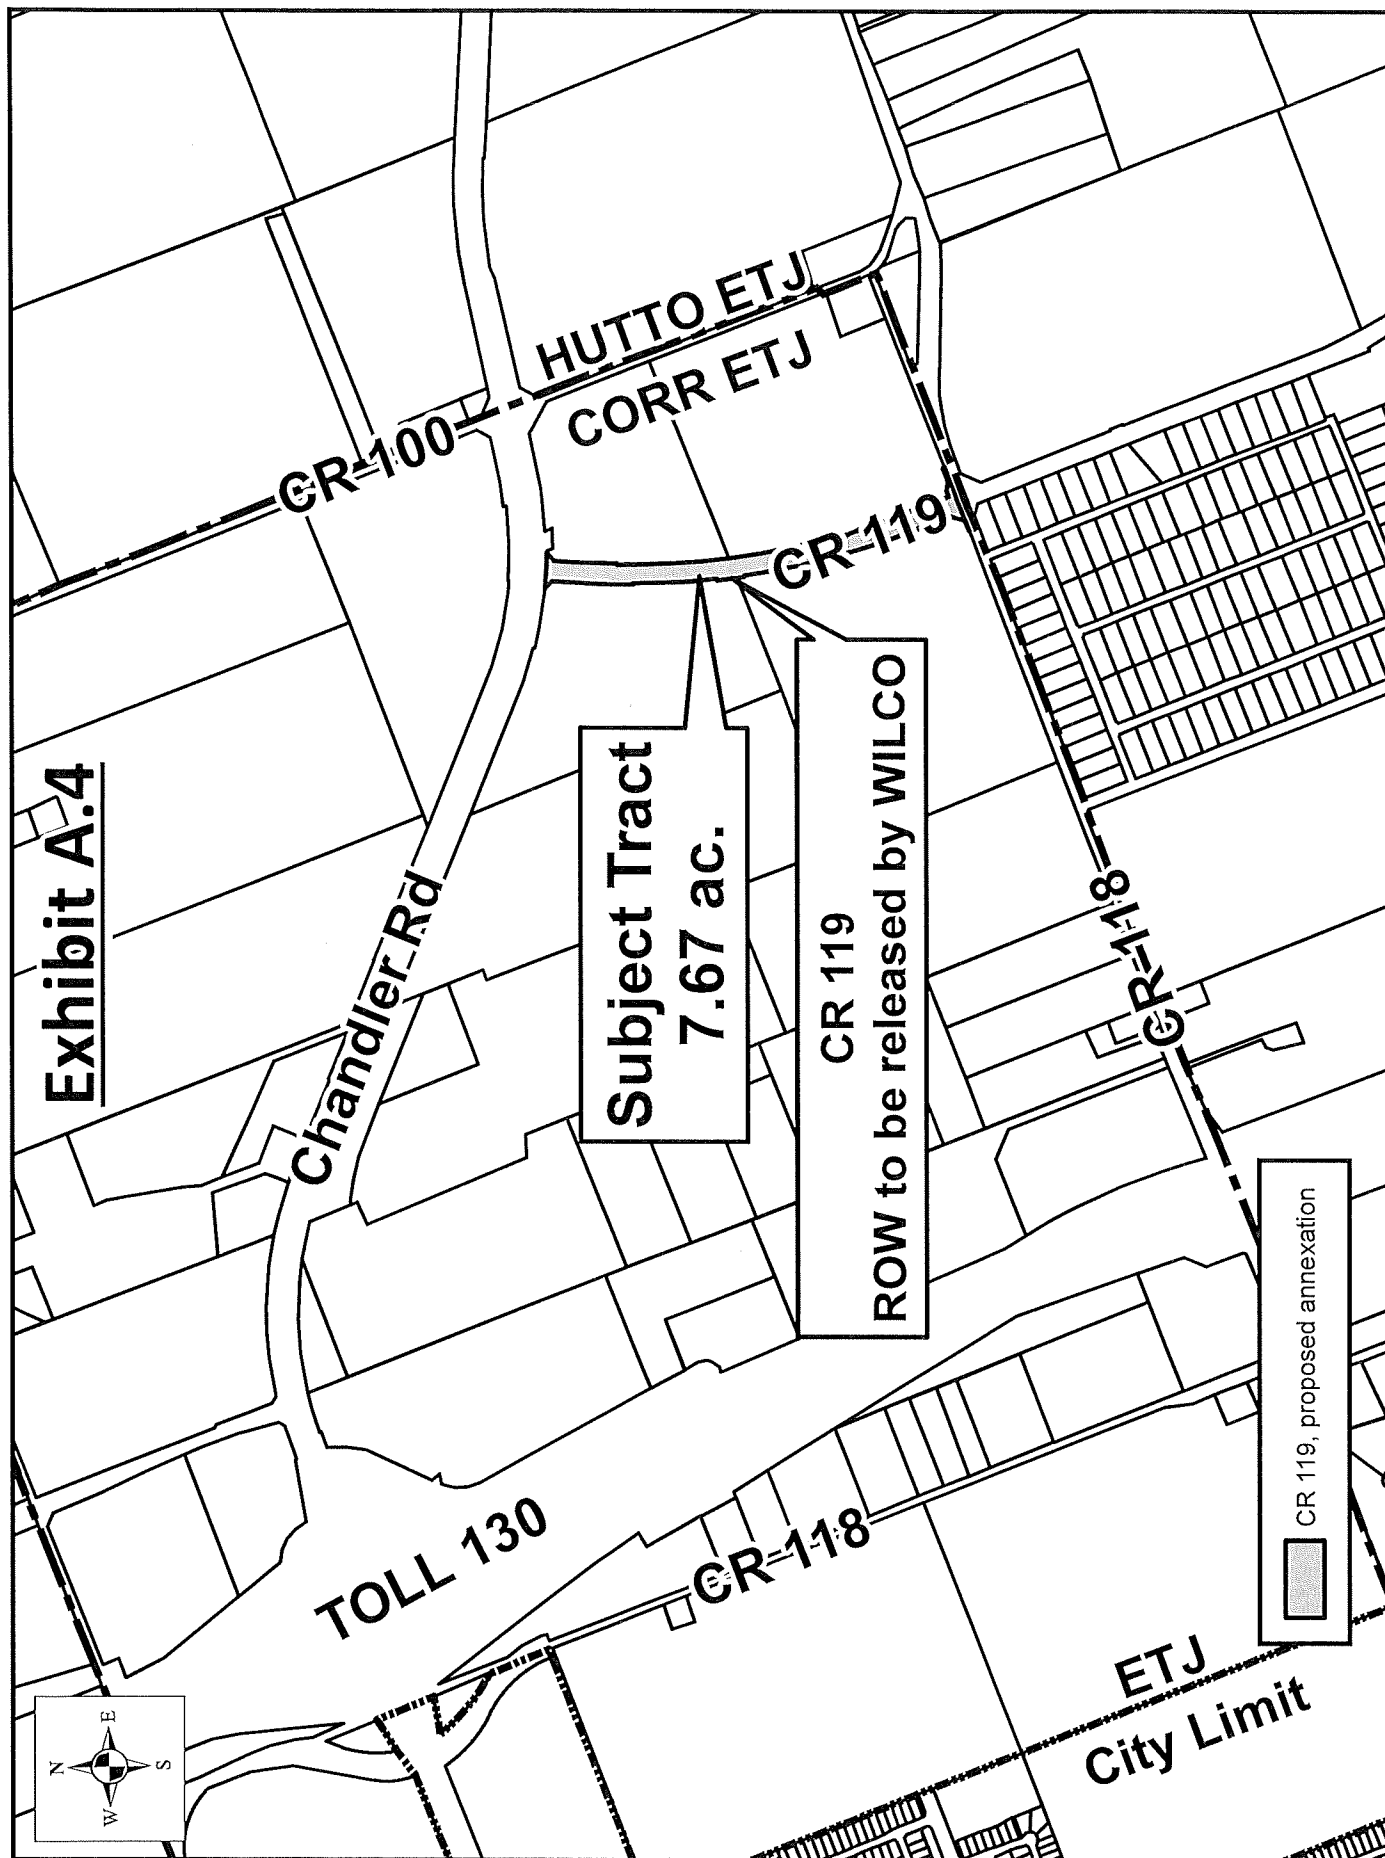 Exhibit A.4
N
W
E
S
Chandler Rd
CR 100
HUTTO ETJ
CORR ETJ
TOLL 130
Subject Tract
7.67 ac.
CR 119
CR 119
ROW to be released by WILCO
CR 118
CR 118
ETJ
City Limit
CR 119, proposed annexation